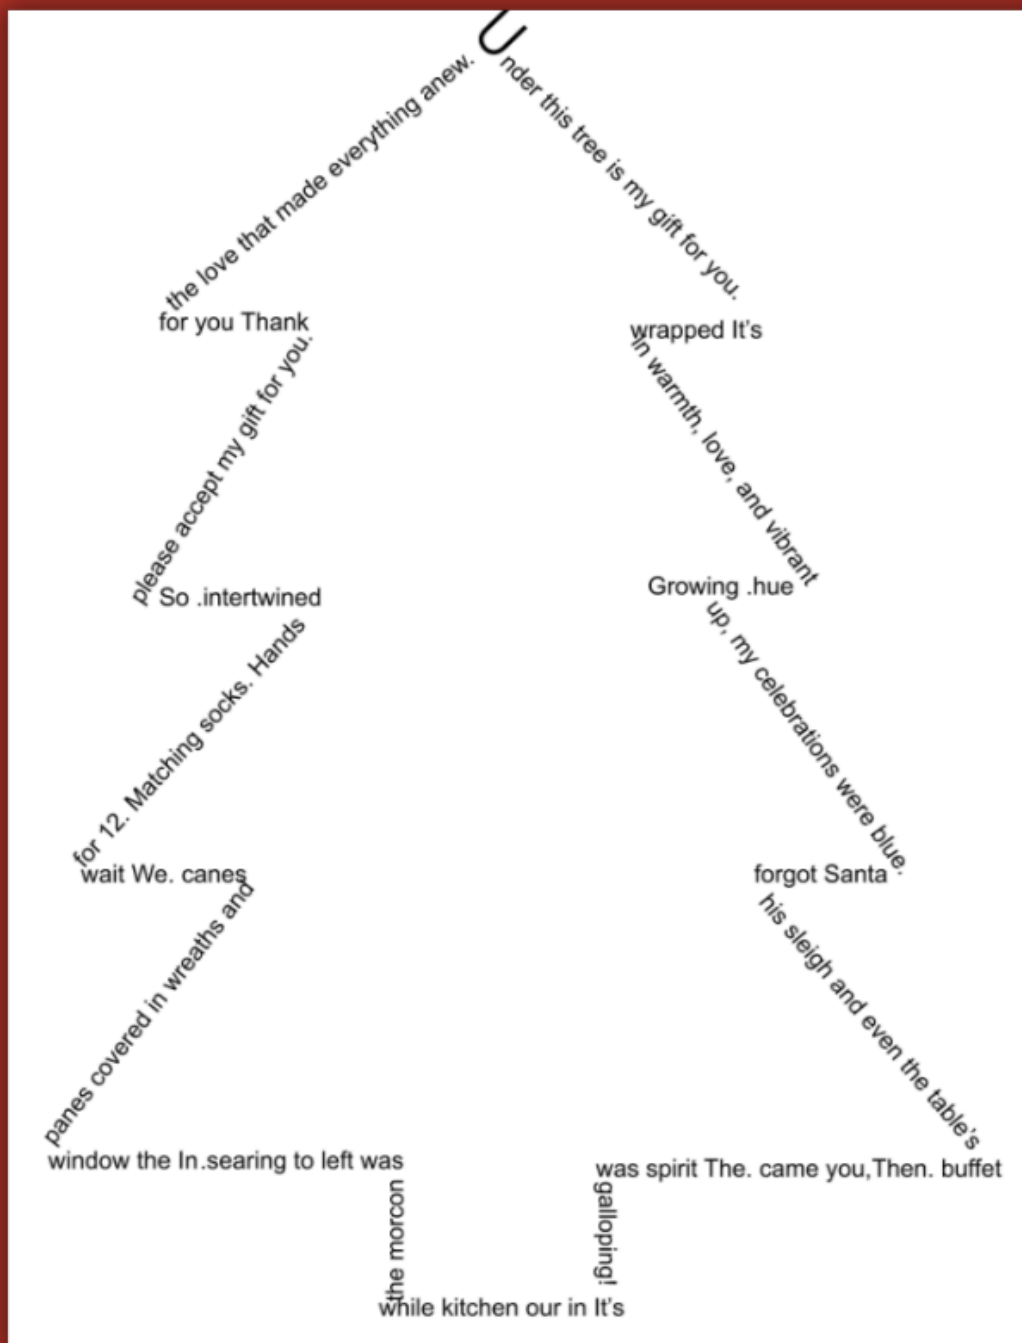 Under this tree is my gift for you.
wrapped It's
in warmth, love, and vibrant
Growing .hue
up, my celebrations were blue.
forgot Santa
his sleigh and even the table's
was spirit The. came you,Then. buffet
galloping!
while kitchen our in It's
the morcon
window the In.searing to left was
panes covered in wreaths and
wait We. canes
for 12. Matching socks. Hands
So .intertwined
please accept my gift for you.
for you Thank
the love that made everything anew.